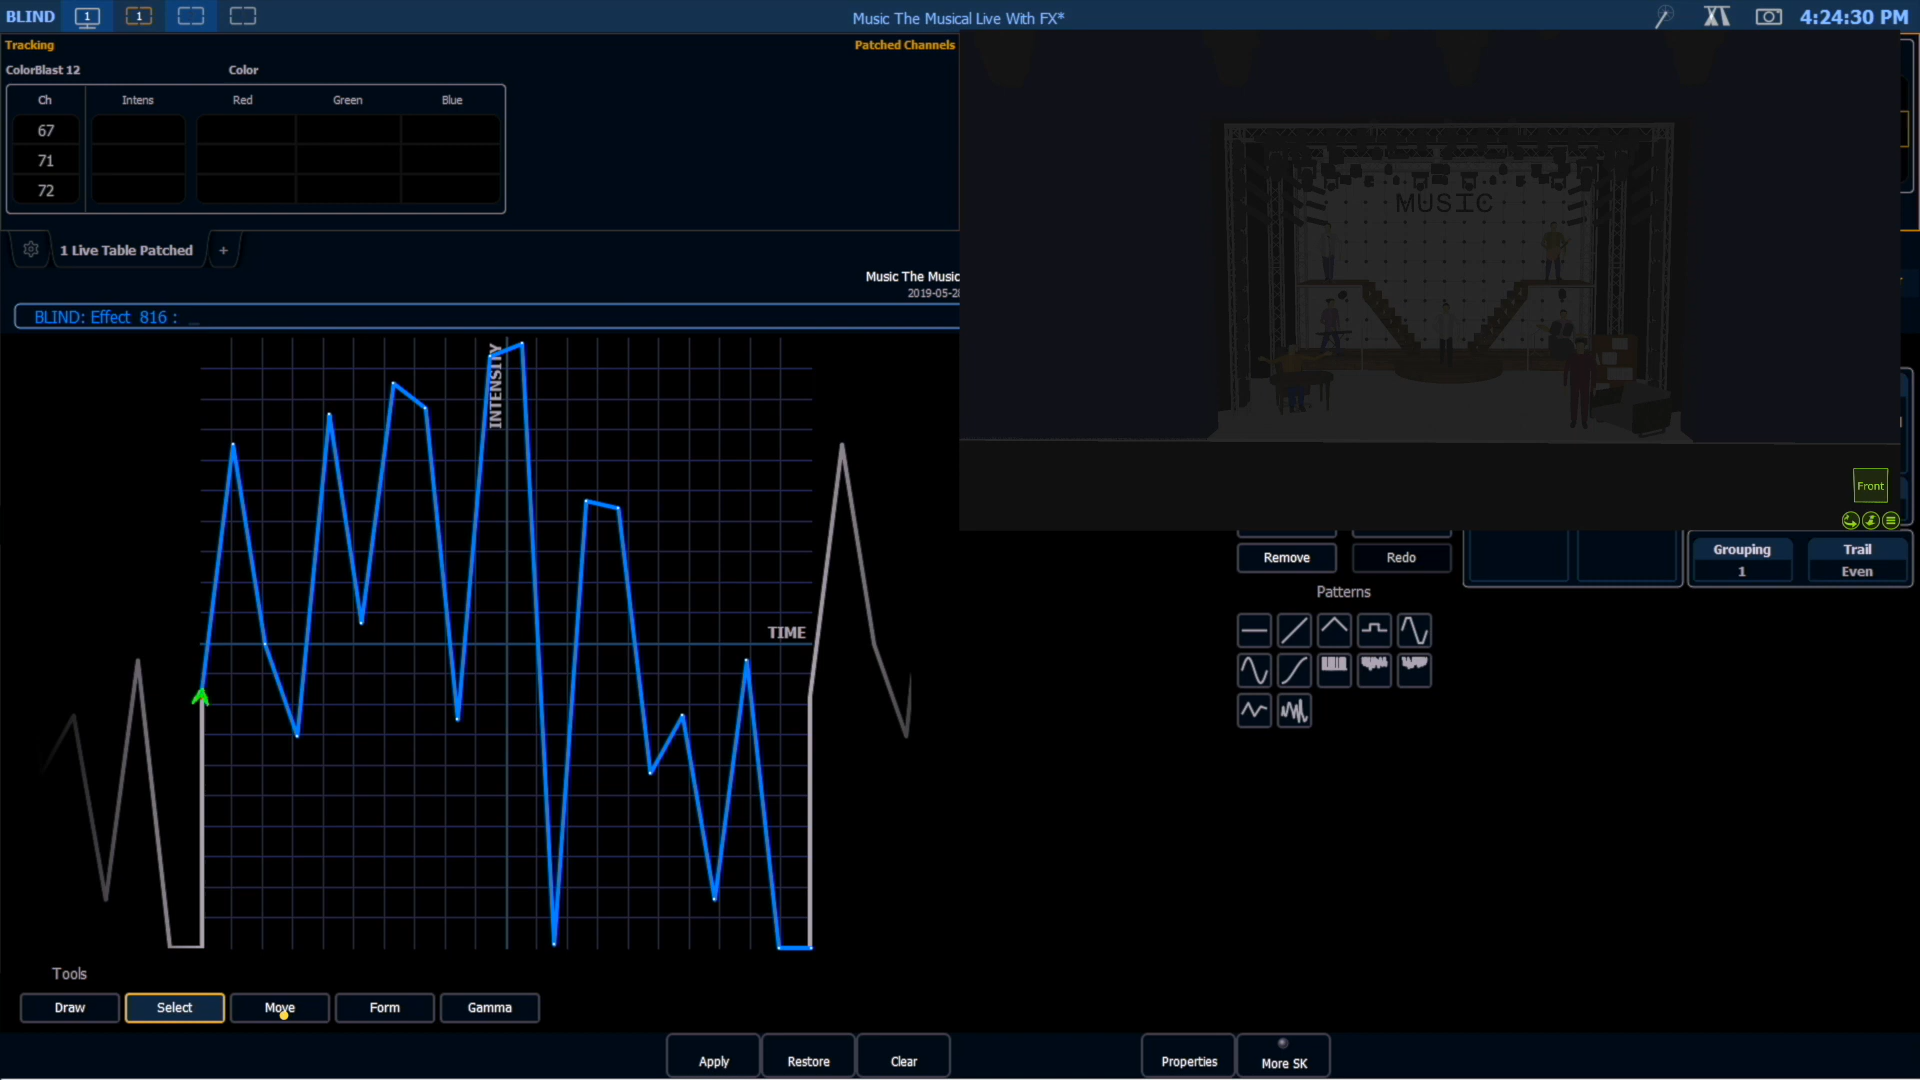 BLIND 1 1 Music The Musical Live With FX* 4:24:30 PM
Tracking Patched Channels
ColorBlast 12 Color
Ch Intens Red Green Blue
67
71
72
MUSIC
1 Live Table Patched +
Music The Music
2019-05-28
BLIND: Effect 816 : _
INTENSITY
Front
Remove Redo Grouping Trail
1 Even
Patterns
TIME
Tools
Draw Select Move Form Gamma
Apply Restore Clear Properties More SK